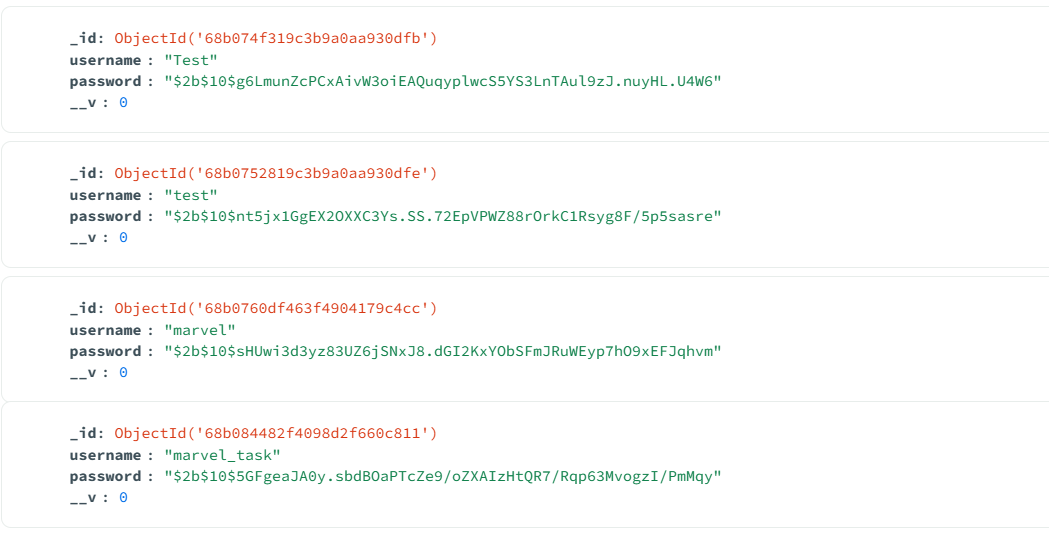 _id: ObjectId('68b074f319c3b9a0aa930dfb')
username : "Test"
password : "$2b$10$g6LmunZcPCxAivW3oiEAQuqyplwcS5YS3LnTAul9zJ.nuyHL.U4W6"
__v : 0
_id: ObjectId('68b0752819c3b9a0aa930dfe')
username : "test"
password : "$2b$10$nt5jx1GgEX2OXXC3Ys.SS.72EpVPWZ88rOrkC1Rsyg8F/5p5sasre"
__v : 0
_id: ObjectId('68b0760df463f4904179c4cc')
username : "marvel"
password : "$2b$10$sHUwi3d3yz83UZ6jSNxJ8.dGI2KxYObSFmJRuWEyp7hO9xEFJqhvm"
__v : 0
_id: ObjectId('68b084482f4098d2f660c811')
username : "marvel_task"
password : "$2b$10$5GFgeaJA0y.sbdBOaPTcZe9/oZXAIzHtQR7/Rqp63MvogzI/PmMqy"
__v : 0